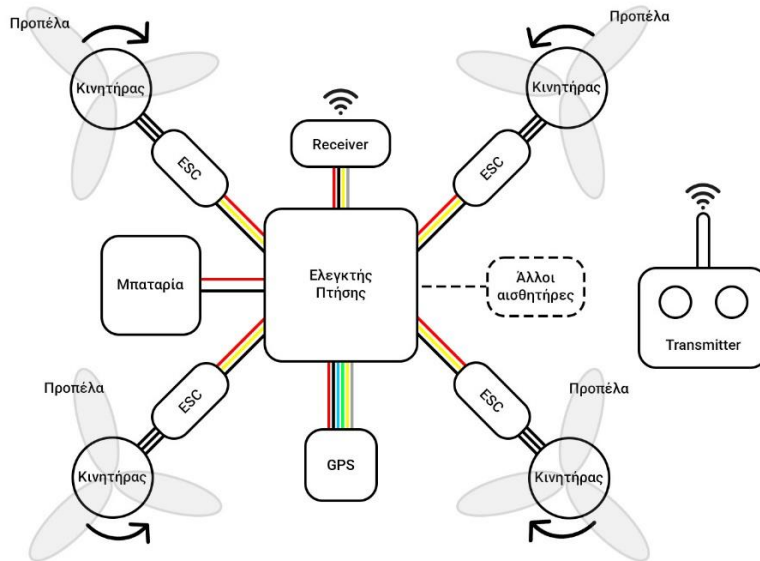 Προπέλα
Κινητήρας
ESC
Προπέλα
Κινητήρας
ESC
Receiver
Μπαταρία
Ελεγκτής
Πτήσης
Άλλοι
αισθητήρες
Transmitter
Προπέλα
Κινητήρας
ESC
GPS
Προπέλα
Κινητήρας
ESC